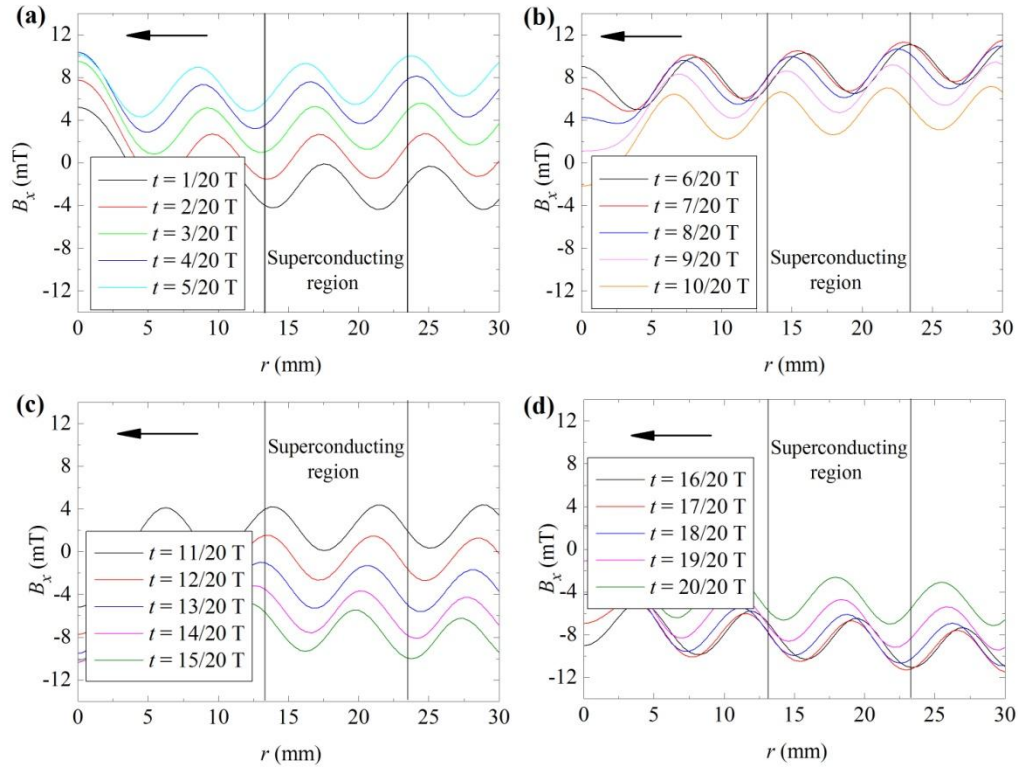 (a)
12
8
4
0
-4
-8
-12
B_x (mT)
t = 1/20 T
t = 2/20 T
t = 3/20 T
t = 4/20 T
t = 5/20 T
Superconducting
region
0 5 10 15 20 25 30
r (mm)
(b)
12
8
4
0
-4
-8
-12
B_x (mT)
t = 6/20 T
t = 7/20 T
t = 8/20 T
t = 9/20 T
t = 10/20 T
Superconducting
region
0 5 10 15 20 25 30
r (mm)
(c)
12
8
4
0
-4
-8
-12
B_x (mT)
Superconducting
region
t = 11/20 T
t = 12/20 T
t = 13/20 T
t = 14/20 T
t = 15/20 T
0 5 10 15 20 25 30
r (mm)
(d)
12
8
4
0
-4
-8
-12
B_x (mT)
Superconducting
region
t = 16/20 T
t = 17/20 T
t = 18/20 T
t = 19/20 T
t = 20/20 T
0 5 10 15 20 25 30
r (mm)